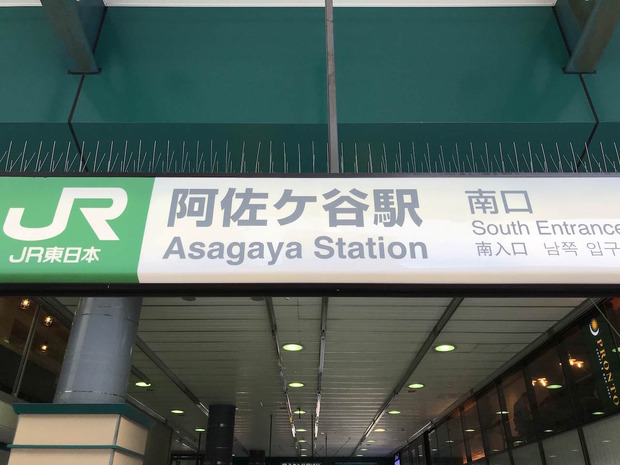 JR
JR東日本
阿佐ケ谷駅
Asagaya Station
南口
South Entrance
南入口 남쪽 입구
PRONTO